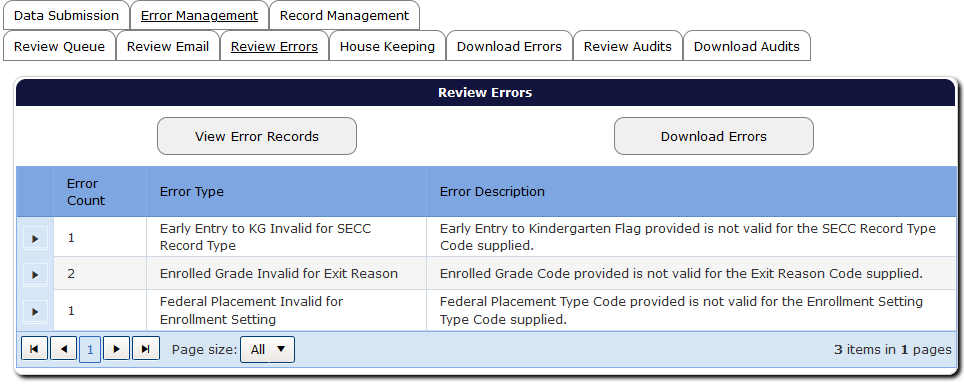 Data Submission Error Management Record Management
Review Queue Review Email Review Errors House Keeping Download Errors Review Audits Download Audits
Review Errors
View Error Records Download Errors
Error Count Error Type Error Description
1 Early Entry to KG Invalid for SECC Record Type Early Entry to Kindergarten Flag provided is not valid for the SECC Record Type Code supplied.
2 Enrolled Grade Invalid for Exit Reason Enrolled Grade Code provided is not valid for the Exit Reason Code supplied.
1 Federal Placement Invalid for Enrollment Setting Federal Placement Type Code provided is not valid for the Enrollment Setting Type Code supplied.
1 Page size: All 3 items in 1 pages